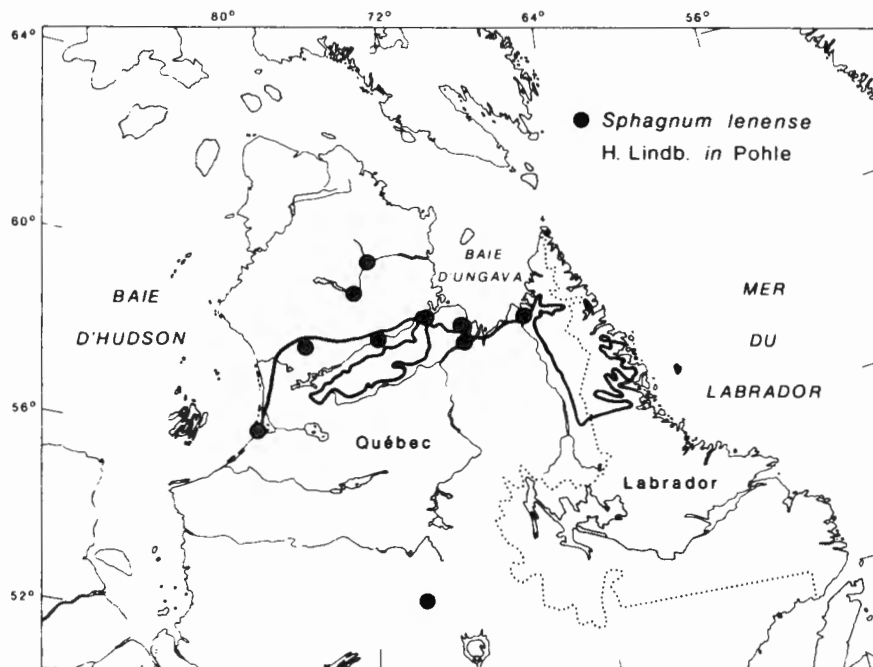 80° 72° 64° 56°
64°
● Sphagnum lenense
H. Lindb. in Pohle
60°
BAIE
D'UNGAVA
BAIE
D'HUDSON
MER
DU
LABRADOR
56°
Québec
Labrador
52°